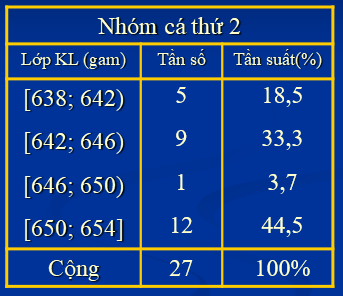 Nhóm cá thứ 2
Lớp KL (gam) Tần số Tần suất(%)
[638; 642) 5 18,5
[642; 646) 9 33,3
[646; 650) 1 3,7
[650; 654] 12 44,5
Cộng 27 100%